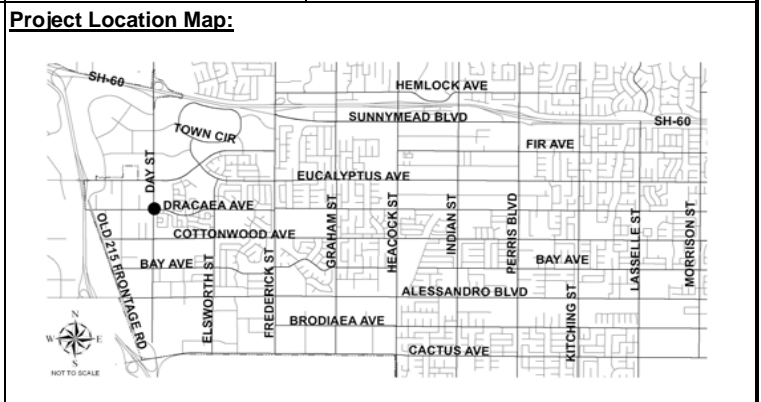 Project Location Map:
SH-60
HEMLOCK AVE
SUNNYMEAD BLVD
SH-60
TOWN CIR
FIR AVE
DAY ST
EUCALYPTUS AVE
DRACAEA AVE
COTTONWOOD AVE
OLD 215 FRONTAGE RD
BAY AVE
ELSWORTH ST
FREDERICK ST
GRAHAM ST
HEACOCK ST
INDIAN ST
PERRIS BLVD
BAY AVE
LASSELLE ST
MORRISON ST
ALESSANDRO BLVD
KITCHING ST
BRODIAEA AVE
CACTUS AVE
N
W
E
S
NOT TO SCALE